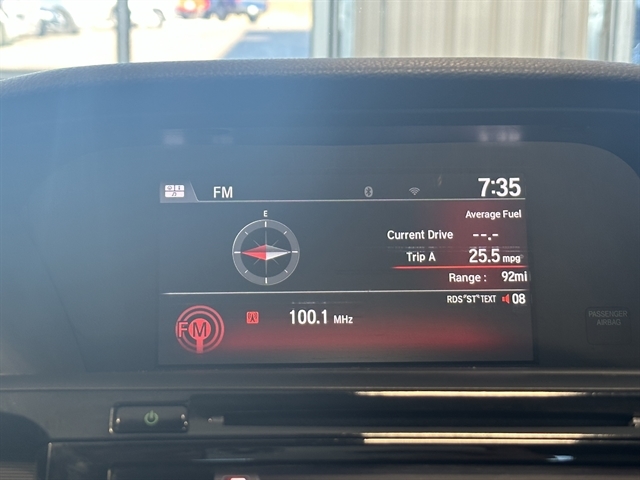 FM 7:35
E
Average Fuel
Current Drive --.-
Trip A 25.5 mpg
Range : 92mi
RDS "ST" TEXT 08
FM 100.1 MHz
PASSENGER
AIRBAG